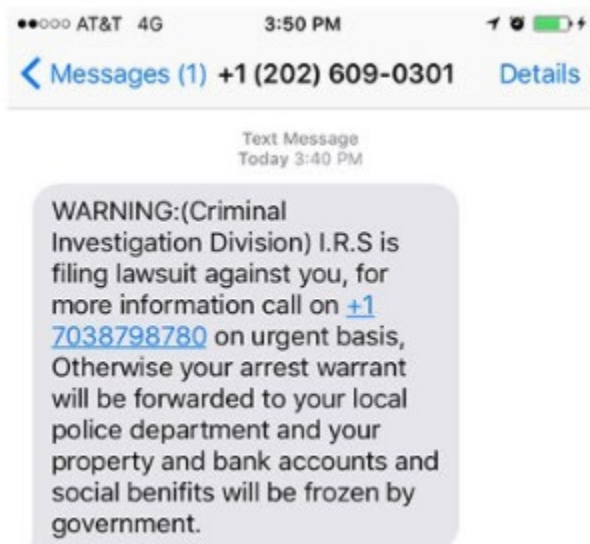 AT&T 4G 3:50 PM
Messages (1) +1 (202) 609-0301 Details
Text Message
Today 3:40 PM
WARNING:(Criminal
Investigation Division) I.R.S is
filing lawsuit against you, for
more information call on +1
7038798780 on urgent basis,
Otherwise your arrest warrant
will be forwarded to your local
police department and your
property and bank accounts and
social benifits will be frozen by
government.